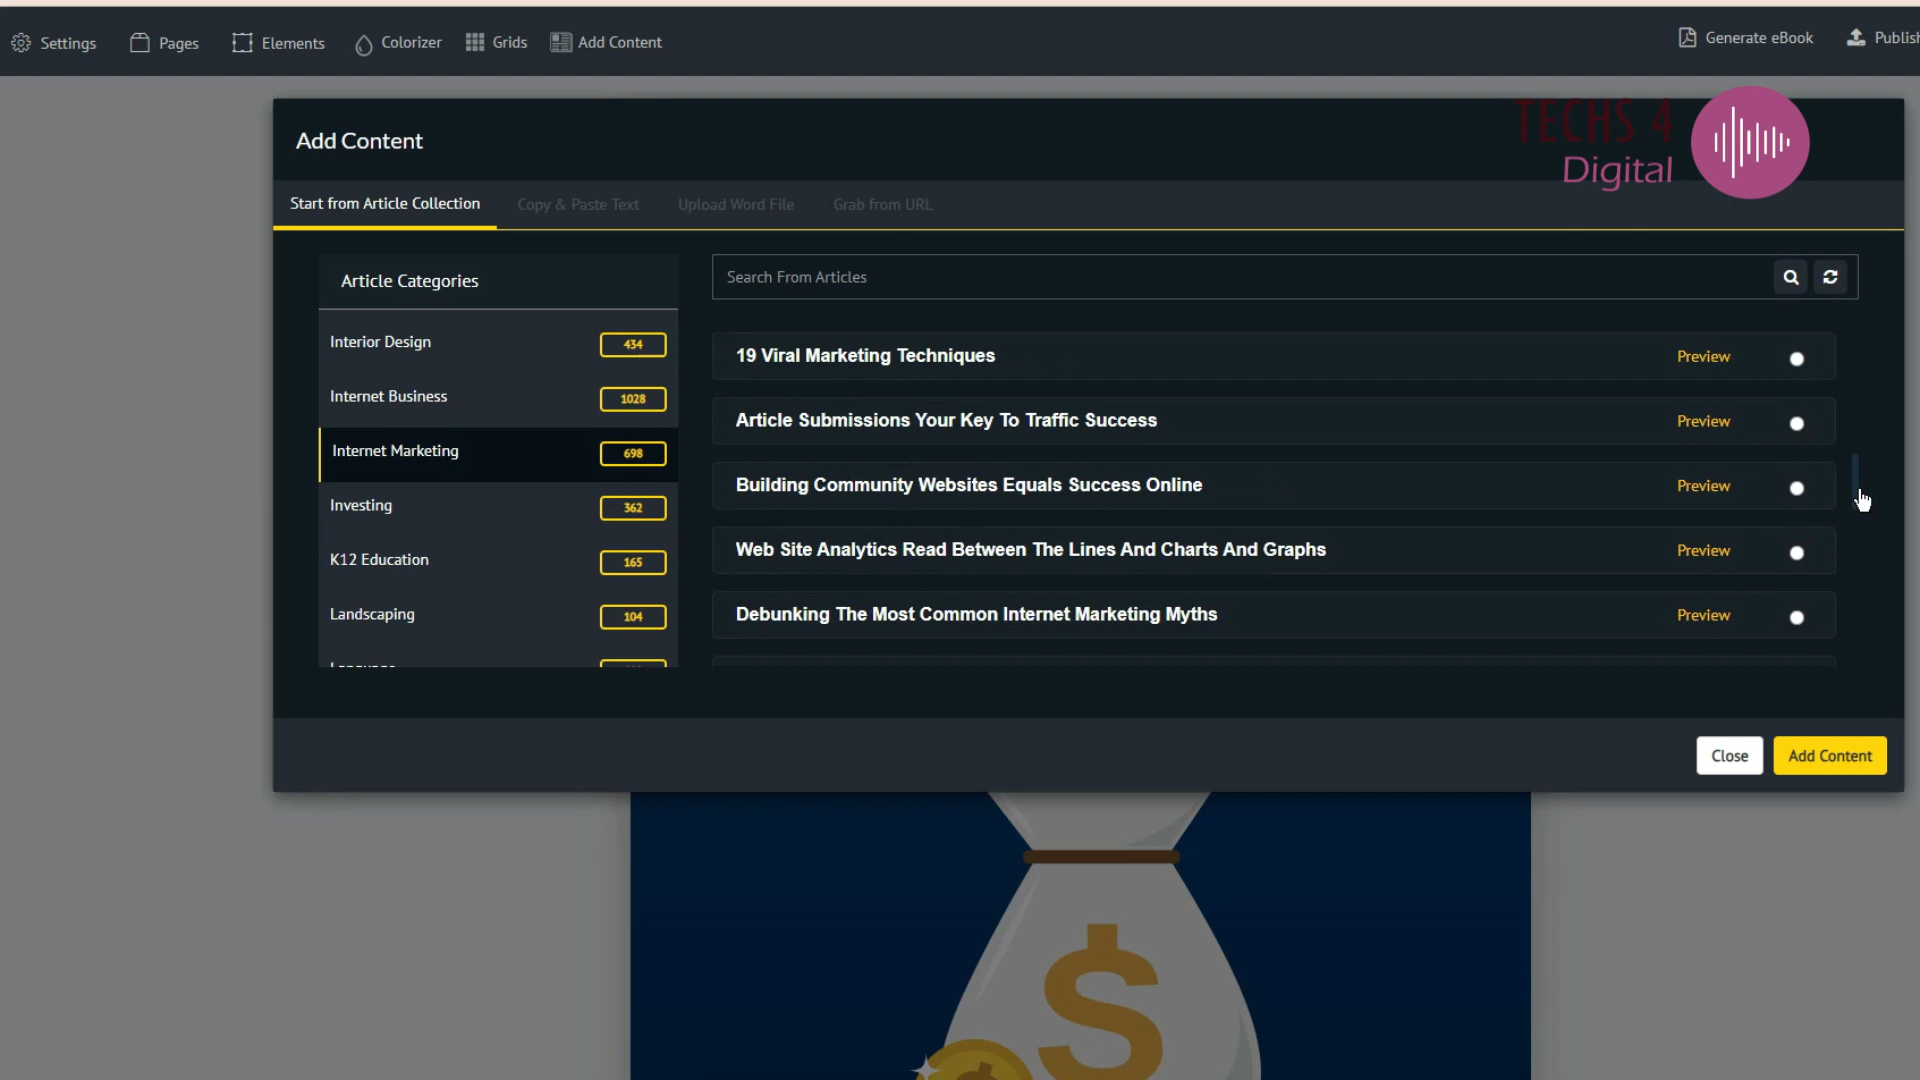 Settings
Pages
Elements
Colorizer
Grids
Add Content
Generate eBook
Publish
Add Content
TECHS 4
Digital
Start from Article Collection
Copy & Paste Text
Upload Word File
Grab from URL
Article Categories
Search From Articles
Interior Design 434
Internet Business 1028
Internet Marketing 698
Investing 362
K12 Education 165
Landscaping 104
19 Viral Marketing Techniques Preview
Article Submissions Your Key To Traffic Success Preview
Building Community Websites Equals Success Online Preview
Web Site Analytics Read Between The Lines And Charts And Graphs Preview
Debunking The Most Common Internet Marketing Myths Preview
Close
Add Content
$